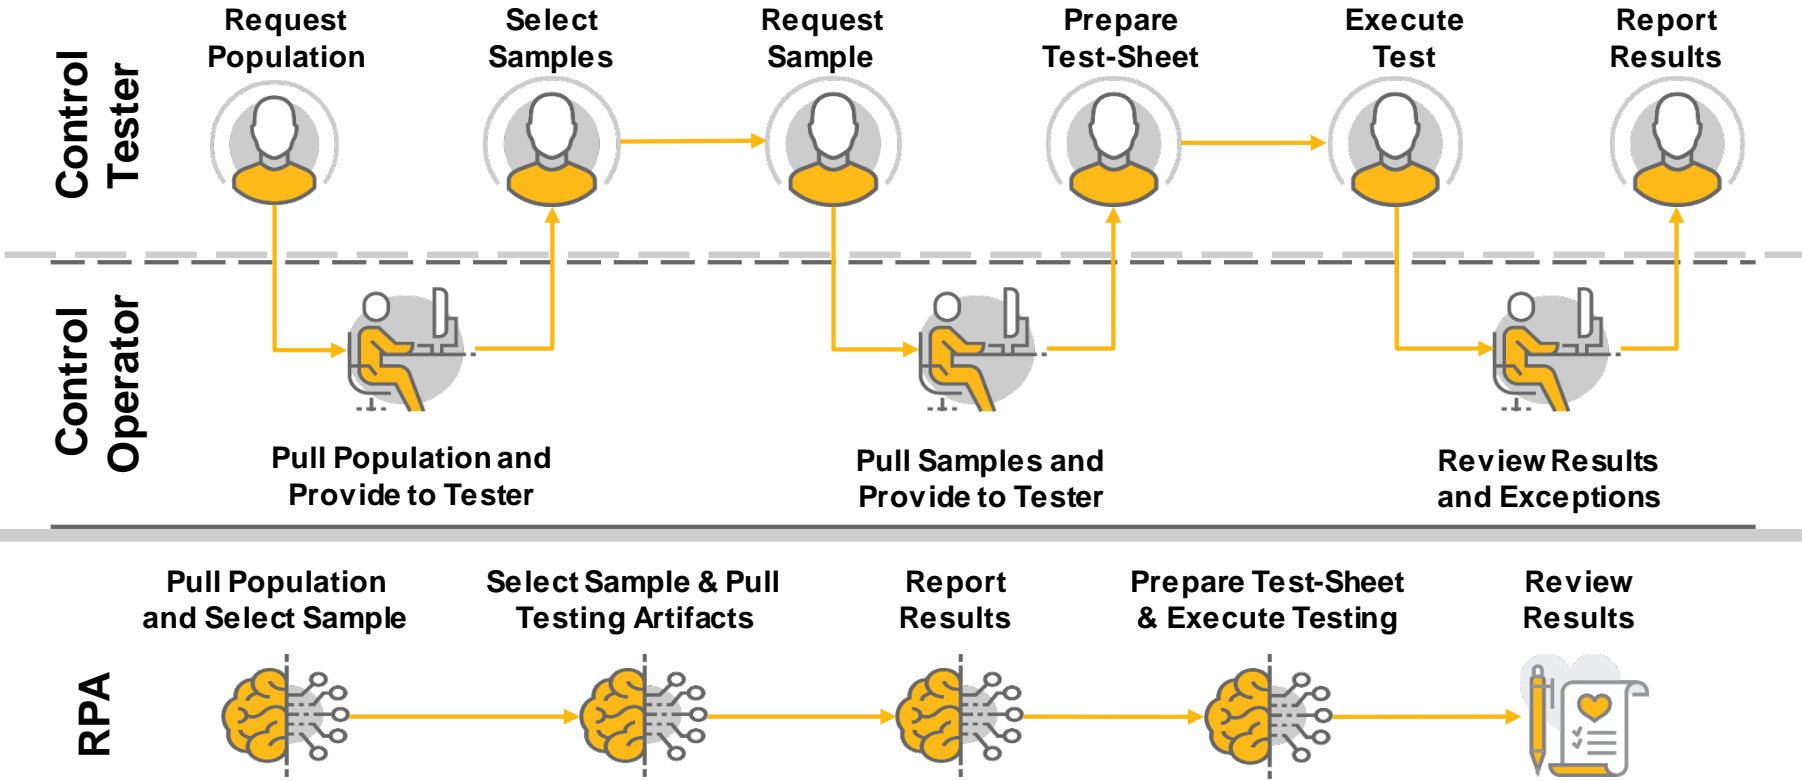 Control
Tester
Request
Population
Select
Samples
Request
Sample
Prepare
Test-Sheet
Execute
Test
Report
Results
Control
Operator
Pull Population and
Provide to Tester
Pull Samples and
Provide to Tester
Review Results
and Exceptions
RPA
Pull Population
and Select Sample
Select Sample & Pull
Testing Artifacts
Report
Results
Prepare Test-Sheet
& Execute Testing
Review
Results